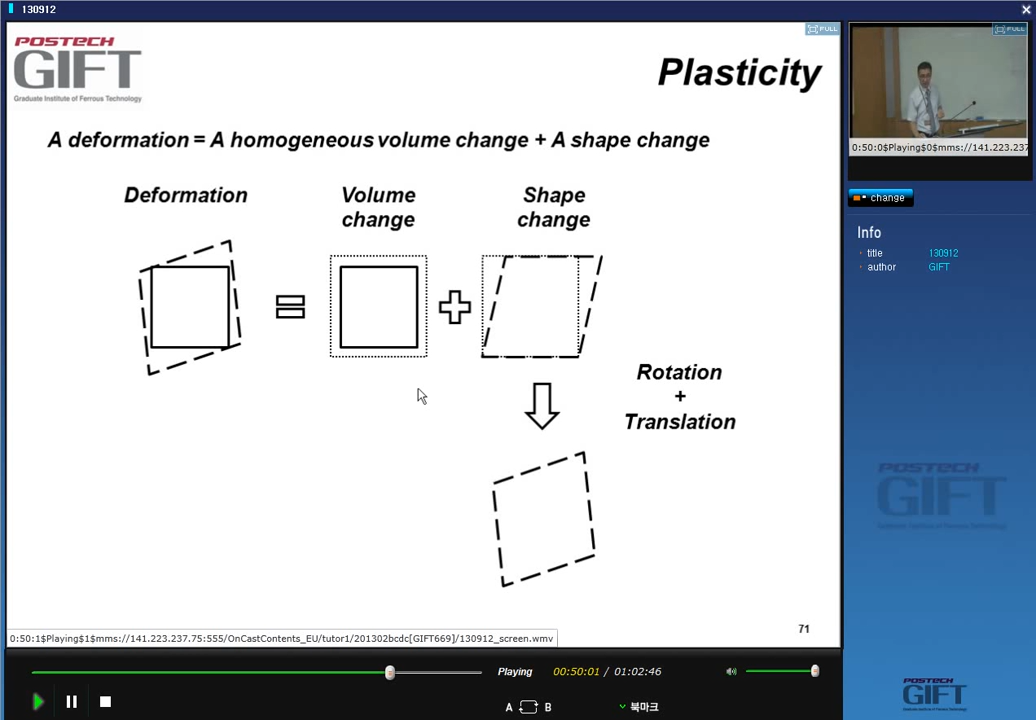 130912
FULL
POSTECH
GIFT
Graduate Institute of Ferrous Technology
Plasticity
A deformation = A homogeneous volume change + A shape change
Deformation
Volume
change
Shape
change
Rotation
+
Translation
71
0:50:1$Playing$1$mms://141.223.237.75:555/OnCastContents_EU/tutor1/201302bcdc[GIFT669]/130912_screen.wmv
Playing
00:50:01 / 01:02:46
A B
북마크
FULL
0:50:0$Playing$0$mms://141.223.237
change
Info
title 130912
author GIFT
POSTECH
GIFT
POSTECH
GIFT